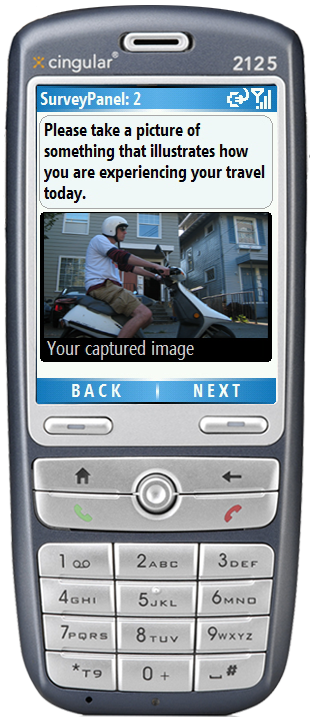 cingular®
2125
SurveyPanel: 2
Please take a picture of
something that illustrates how
you are experiencing your travel
today.
Your captured image
BACK NEXT
1 2ABC 3DEF
4GHI 5JKL 6MNO
7PQRS 8TUV 9WXYZ
*T9 0 + #